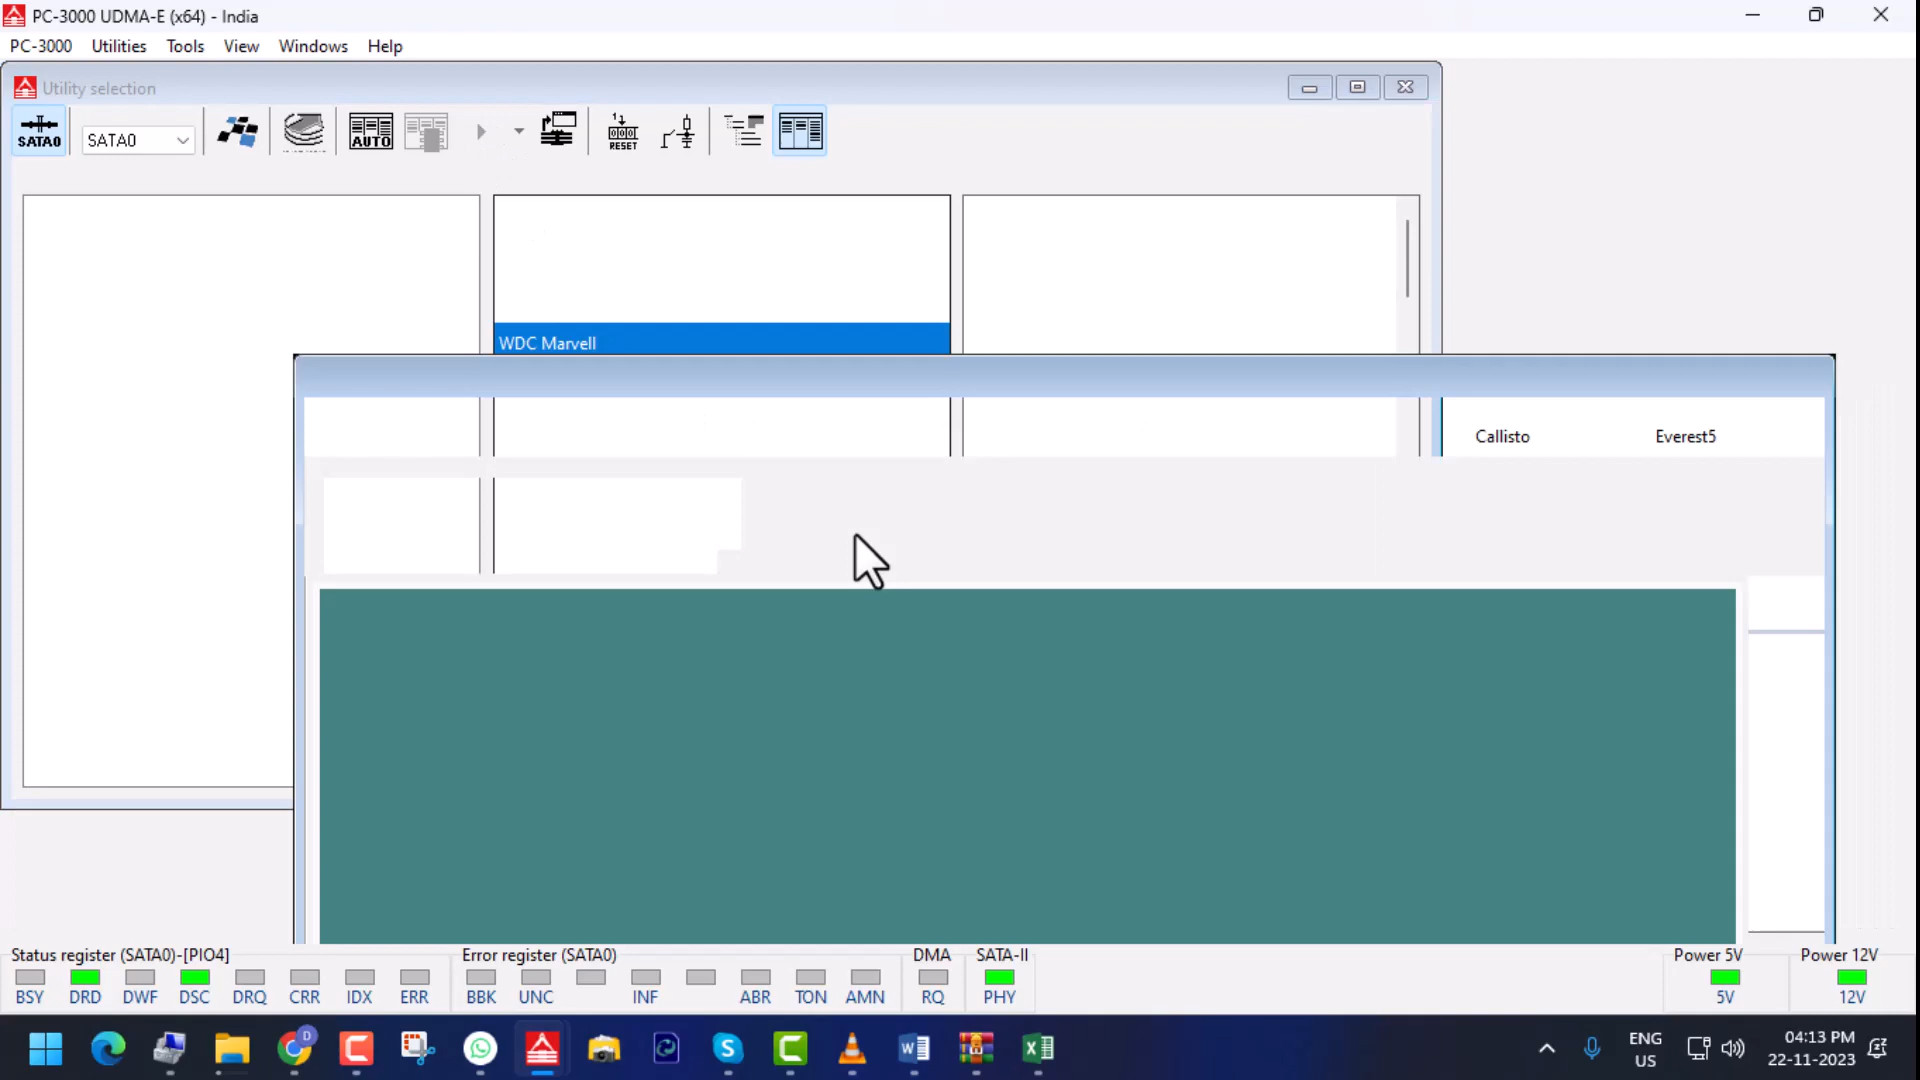 PC-3000 UDMA-E (x64) - India
PC-3000 Utilities Tools View Windows Help
Utility selection
SATA0 SATA0 AUTO RESET
WDC Marvell
Callisto Everest5
Status register (SATA0)-[PIO4] Error register (SATA0) DMA SATA-II Power 5V Power 12V
BSY DRD DWF DSC DRQ CRR IDX ERR BBK UNC INF ABR TON AMN RQ PHY 5V 12V
ENG 04:13 PM
US 22-11-2023